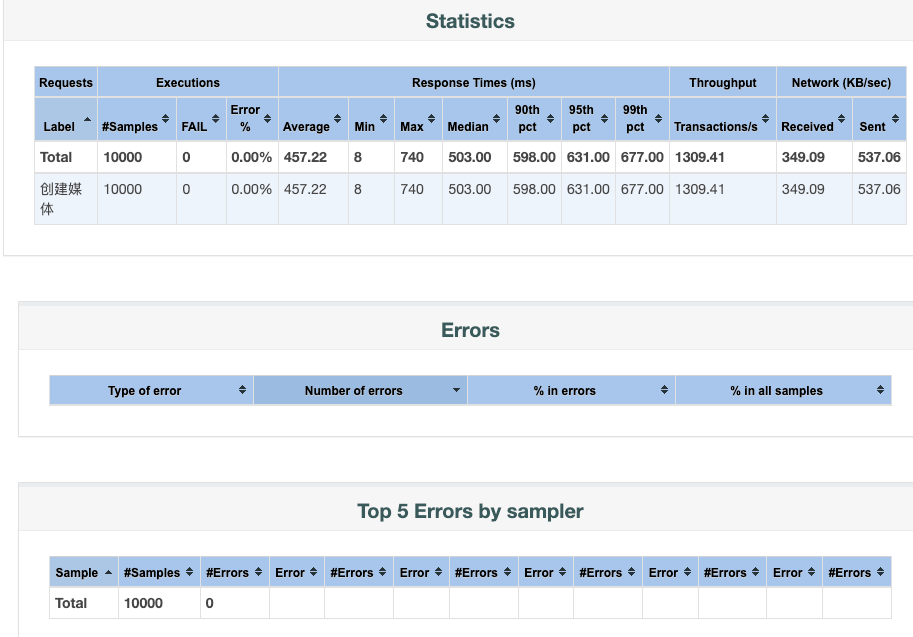 Statistics
Requests Executions Response Times (ms) Throughput Network (KB/sec)
Label #Samples FAIL Error % Average Min Max Median 90th pct 95th pct 99th pct Transactions/s Received Sent
Total 10000 0 0.00% 457.22 8 740 503.00 598.00 631.00 677.00 1309.41 349.09 537.06
创建媒体 10000 0 0.00% 457.22 8 740 503.00 598.00 631.00 677.00 1309.41 349.09 537.06
Errors
Type of error Number of errors % in errors % in all samples
Top 5 Errors by sampler
Sample #Samples #Errors Error #Errors Error #Errors Error #Errors Error #Errors Error #Errors
Total 10000 0